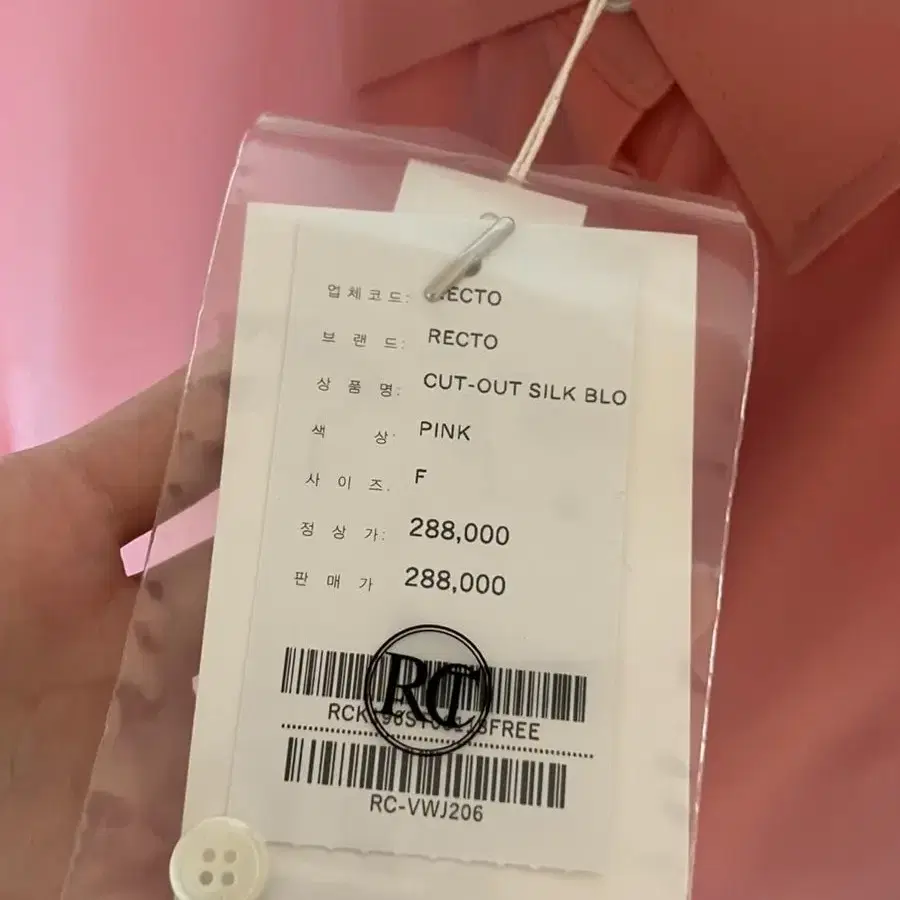 업체코드: RECTO
브랜드: RECTO
상품명: CUT-OUT SILK BLO
색상: PINK
사이즈: F
정상가: 288,000
판매가 288,000
RC
RC-VWJ206